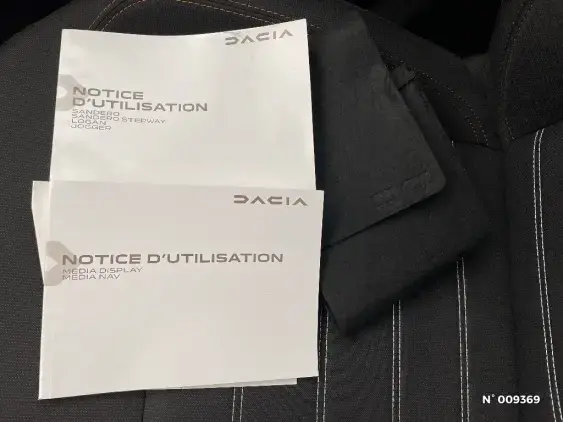 DACIA
NOTICE
D'UTILISATION
SANDERO
SANDERO STEPWAY
LOGAN
JOGGER
DACIA
NOTICE D'UTILISATION
MEDIA DISPLAY
MEDIA NAV
N°009369